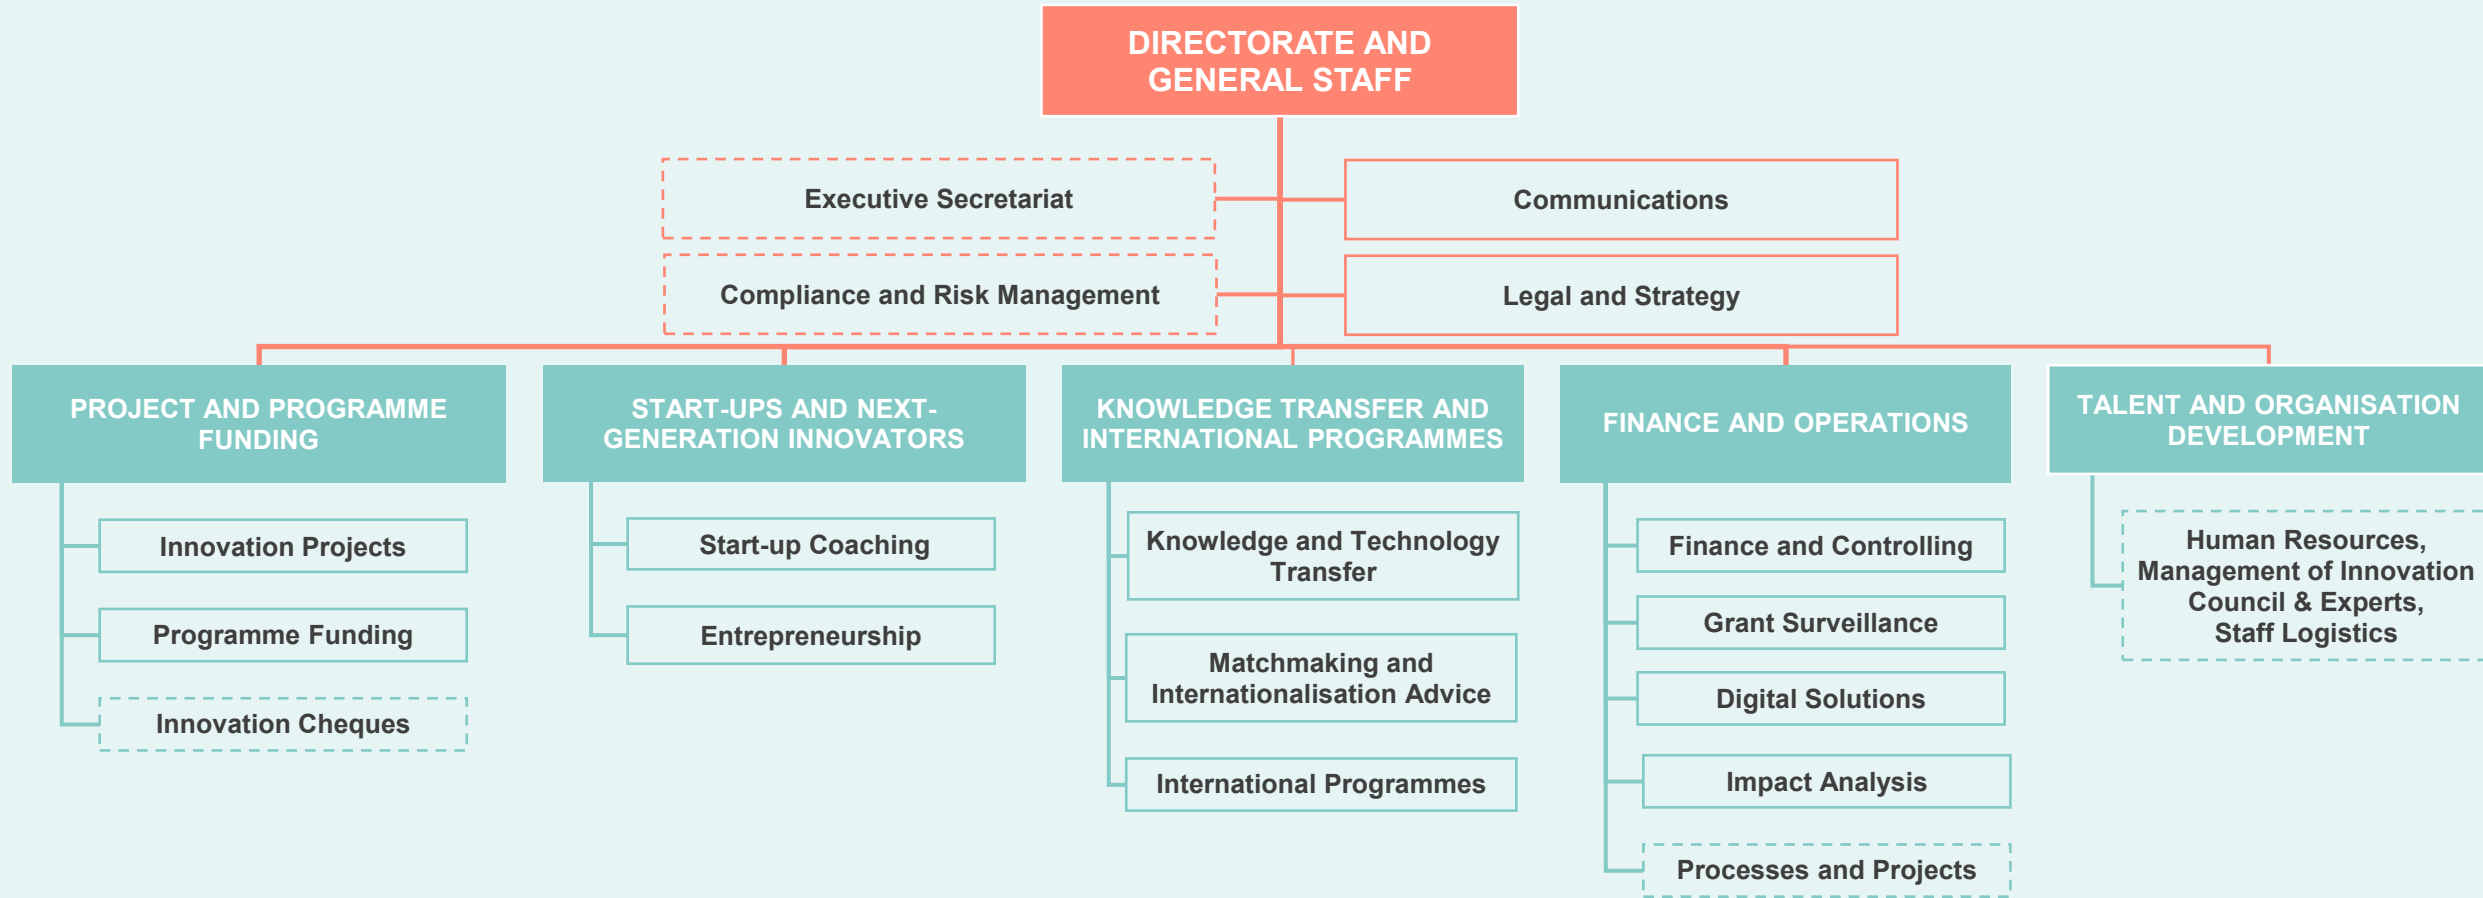 DIRECTORATE AND
GENERAL STAFF
Executive Secretariat
Communications
Compliance and Risk Management
Legal and Strategy
PROJECT AND PROGRAMME
FUNDING
Innovation Projects
Programme Funding
Innovation Cheques
START-UPS AND NEXT-
GENERATION INNOVATORS
Start-up Coaching
Entrepreneurship
KNOWLEDGE TRANSFER AND
INTERNATIONAL PROGRAMMES
Knowledge and Technology
Transfer
Matchmaking and
Internationalisation Advice
International Programmes
FINANCE AND OPERATIONS
Finance and Controlling
Grant Surveillance
Digital Solutions
Impact Analysis
Processes and Projects
TALENT AND ORGANISATION
DEVELOPMENT
Human Resources,
Management of Innovation
Council & Experts,
Staff Logistics